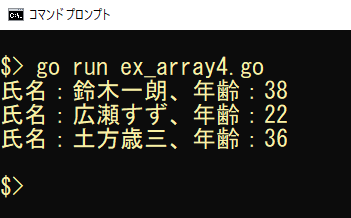 コマンドプロンプト
$> go run ex_array4.go
氏名：鈴木一朗、年齢：38
氏名：広瀬すず、年齢：22
氏名：土方歳三、年齢：36
$>